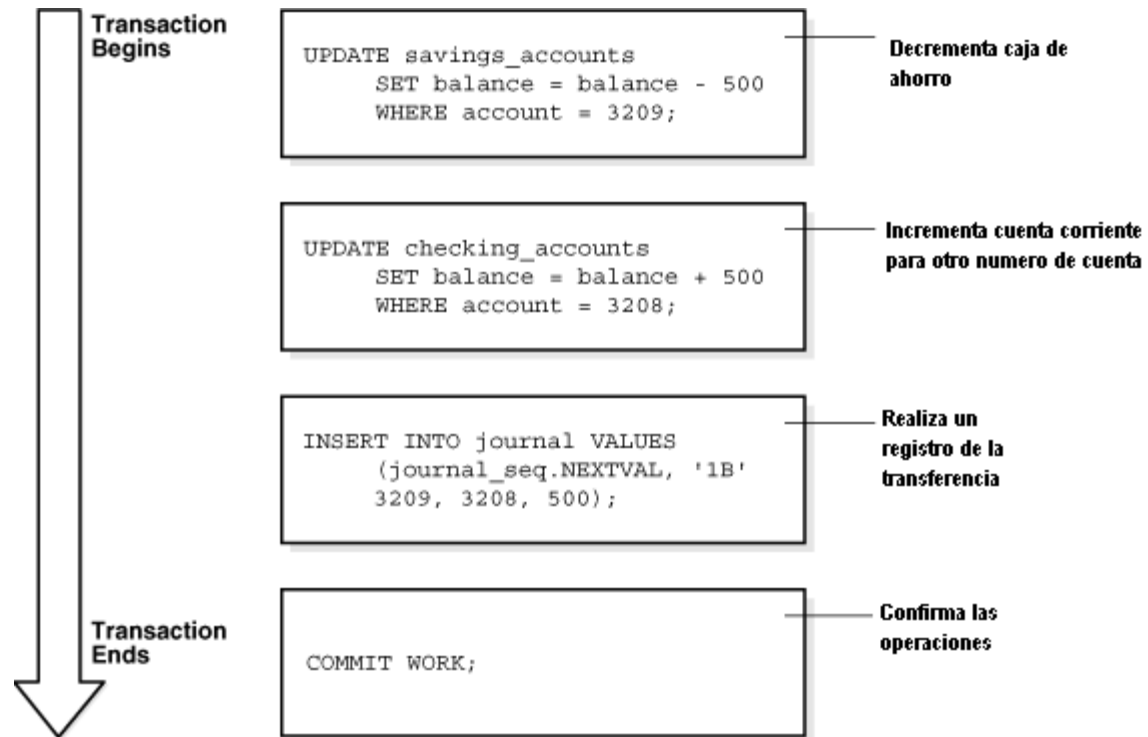 Transaction
Begins
UPDATE savings_accounts
SET balance = balance - 500
WHERE account = 3209;
Decrementa caja de
ahorro
UPDATE checking_accounts
SET balance = balance + 500
WHERE account = 3208;
Incrementa cuenta corriente
para otro numero de cuenta
INSERT INTO journal VALUES
(journal_seq.NEXTVAL, '1B'
3209, 3208, 500);
Realiza un
registro de la
transferencia
Transaction
Ends
COMMIT WORK;
Confirma las
operaciones